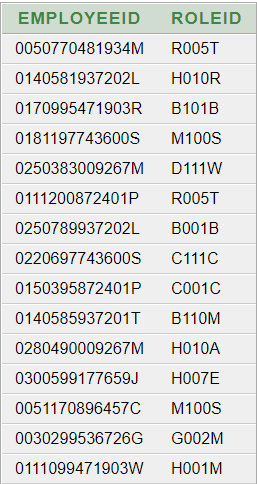 EMPLOYEEID ROLEID
0050770481934M R005T
0140581937202L H010R
0170995471903R B101B
0181197743600S M100S
0250383009267M D111W
0111200872401P R005T
0250789937202L B001B
0220697743600S C111C
0150395872401P C001C
0140585937201T B110M
0280490009267M H010A
0300599177659J H007E
0051170896457C M100S
0030299536726G G002M
0111099471903W H001M